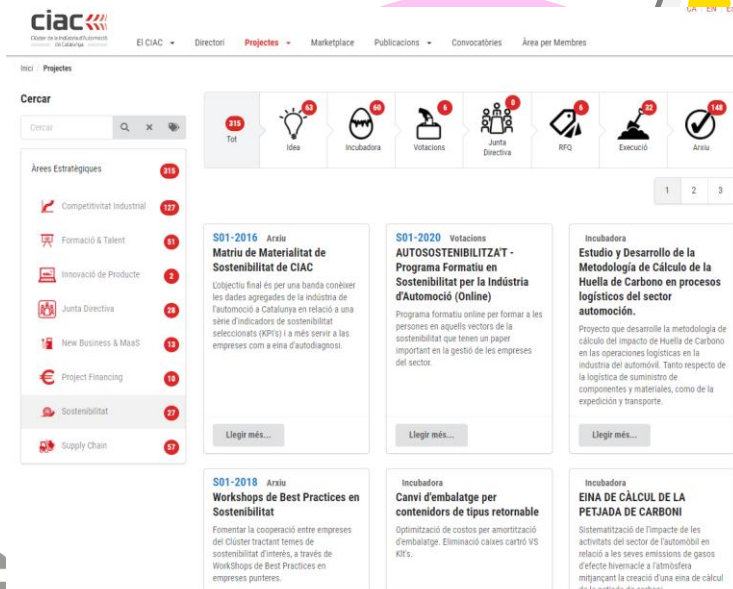 CA EN ES
ciac
Clúster de la Indústria d'Automoció
de Catalunya
El CIAC
Directori
Projectes
Marketplace
Publicacions
Convocatòries
Àrea per Membres
Inici / Projectes
Cercar
Cercar
Àrees Estratègiques 315
Competitivitat Industrial 127
Formació & Talent 51
Innovació de Producte 2
Junta Directiva 28
New Business & MaaS 13
Project Financing 10
Sostenibilitat 27
Supply Chain 57
315
Tot
63
Idea
60
Incubadora
6
Votacions
0
Junta
Directiva
6
RFQ
32
Execució
148
Arxiu
1 2 3
S01-2016 Arxiu
Matriu de Materialitat de
Sostenibilitat de CIAC
L'objectiu final és per una banda conèixer
les dades agregades de la indústria de
l'automoció a Catalunya en relació a una
sèrie d'indicadors de sostenibilitat
seleccionats (KPI's) i a més servir a las
empreses com a eina d'autodiagnosi.
Llegir més...
S01-2020 Votacions
AUTOSOSTENIBILITZA'T -
Programa Formatiu en
Sostenibilitat per la Indústria
d'Automoció (Online)
Programa formatiu online per formar a les
persones en aquells vectors de la
sostenibilitat que tenen un paper
important en la gestió de les empreses
del sector.
Llegir més...
Incubadora
Estudio y Desarrollo de la
Metodología de Cálculo de la
Huella de Carbono en procesos
logísticos del sector
automoción.
Proyecto que desarrolle la metodología de
cálculo del impacto de Huella de Carbono
en las operaciones logísticas en la
industria del automóvil. Tanto respecto de
la logística de suministro de
componentes y materiales, como de la
expedición y transporte.
Llegir més...
S01-2018 Arxiu
Workshops de Best Practices en
Sostenibilitat
Fomentar la cooperació entre empreses
del Clúster tractant temes de
sostenibilitat d'interès, a través de
WorkShops de Best Practices en
empreses punteres.
Incubadora
Canvi d'embalatge per
contenidors de tipus retornable
Optimització de costos per amortització
d'embalatge. Eliminació caixes cartró VS
Klt's.
Incubadora
EINA DE CÀLCUL DE LA
PETJADA DE CARBONI
Sistematització de l'impacte de les
activitats del sector de l'automòbil en
relació a les seves emissions de gasos
d'efecte hivernacle a l'atmòsfera
mitjançant la creació d'una eina de càlcul
de la petjada de carboni